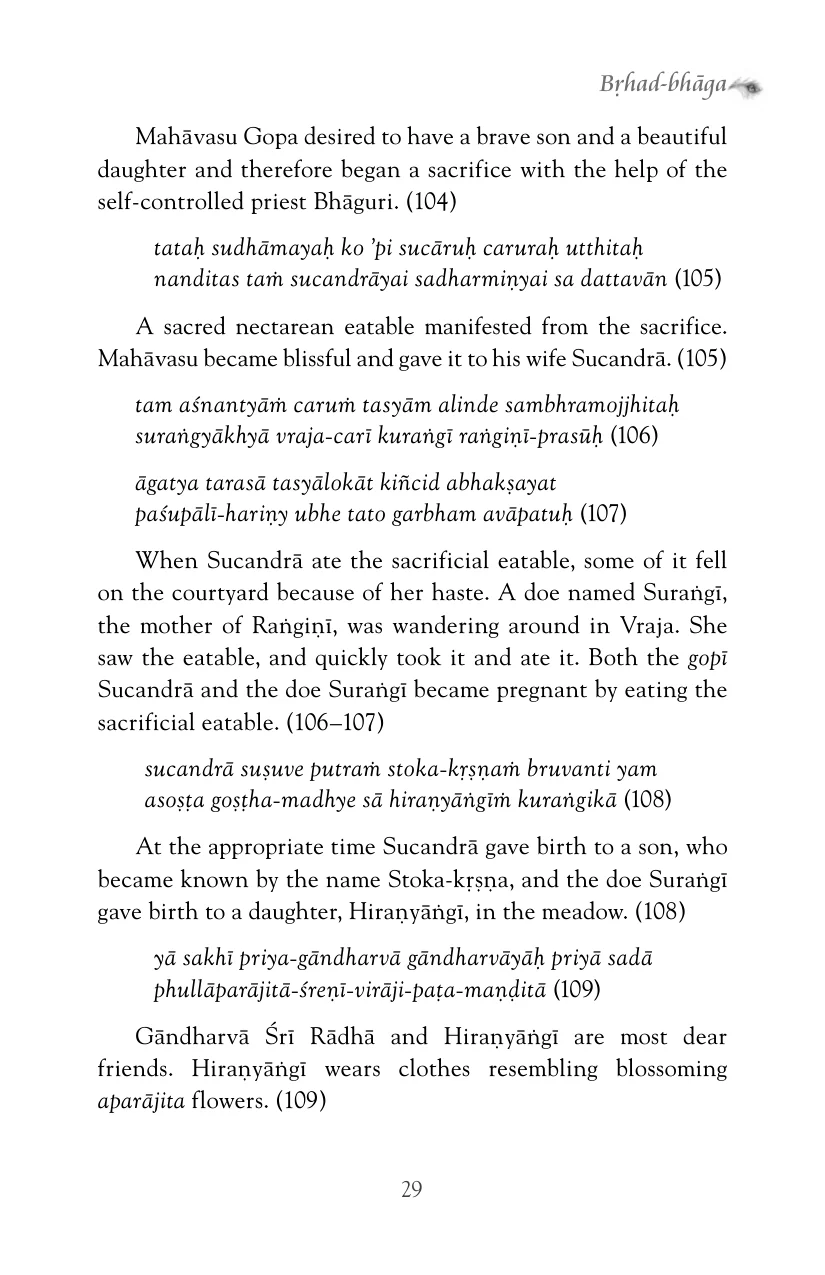 Bṛhad-bhāga
Mahāvasu Gopa desired to have a brave son and a beautiful
daughter and therefore began a sacrifice with the help of the
self-controlled priest Bhāguri. (104)
tataḥ sudhāmayaḥ ko ’pi sucāruḥ caruraḥ utthitaḥ
nanditas taṁ sucandrāyai sadharmiṇyai sa dattavān (105)
A sacred nectarean eatable manifested from the sacrifice.
Mahāvasu became blissful and gave it to his wife Sucandrā. (105)
tam aśnantyāṁ caruṁ tasyām alinde sambhramojjhitaḥ
suraṅgyākhyā vraja-carī kuraṅgī raṅgiṇī-prasūḥ (106)
āgatya tarasā tasyālokāt kiñcid abhakṣayat
paśupālī-hariṇy ubhe tato garbham avāpatuḥ (107)
When Sucandrā ate the sacrificial eatable, some of it fell
on the courtyard because of her haste. A doe named Suraṅgī,
the mother of Raṅgiṇī, was wandering around in Vraja. She
saw the eatable, and quickly took it and ate it. Both the gopī
Sucandrā and the doe Suraṅgī became pregnant by eating the
sacrificial eatable. (106–107)
sucandrā suṣuve putraṁ stoka-kṛṣṇaṁ bruvanti yam
asoṣṭa goṣṭha-madhye sā hiraṇyāṅgīṁ kuraṅgikā (108)
At the appropriate time Sucandrā gave birth to a son, who
became known by the name Stoka-kṛṣṇa, and the doe Suraṅgī
gave birth to a daughter, Hiraṇyāṅgī, in the meadow. (108)
yā sakhī priya-gāndharvā gāndharvāyāḥ priyā sadā
phullāparājitā-śreṇī-virāji-paṭa-maṇḍitā (109)
Gāndharvā Śrī Rādhā and Hiraṇyāṅgī are most dear
friends. Hiraṇyāṅgī wears clothes resembling blossoming
aparājita flowers. (109)
29